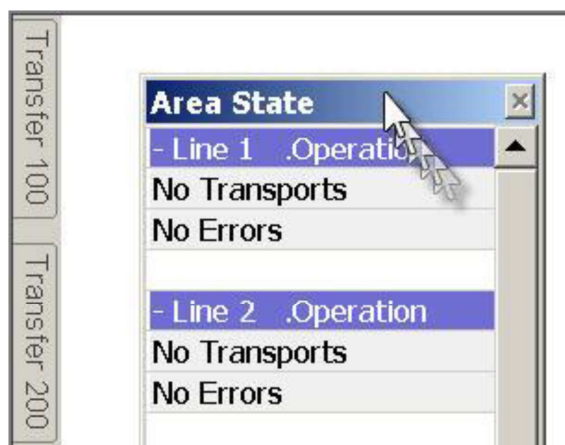 Transfer 100
Transfer 200
Area State
- Line 1 .Operation
No Transports
No Errors
- Line 2 .Operation
No Transports
No Errors